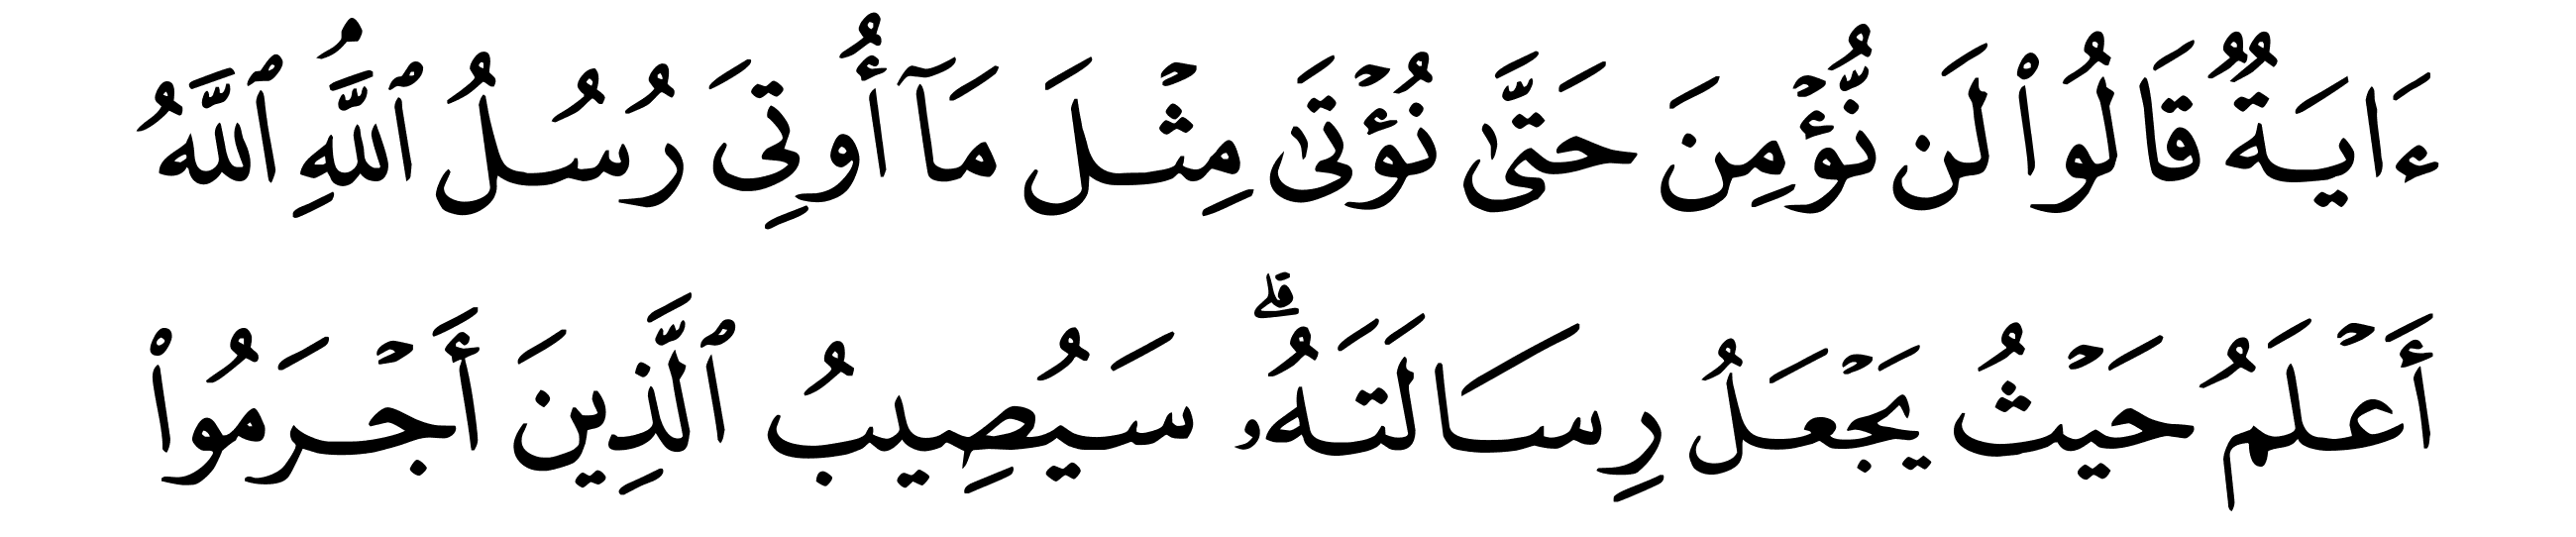 ءَايَةٌ قَالُوا۟ لَن نُّؤْمِنَ حَتَّىٰ نُؤْتَىٰ مِثْلَ مَآ أُوتِىَ رُسُلُ ٱللَّهِۘ ٱللَّهُ
أَعْلَمُ حَيْثُ يَجْعَلُ رِسَالَتَهُۥۗ سَيُصِيبُ ٱلَّذِينَ أَجْرَمُوا۟